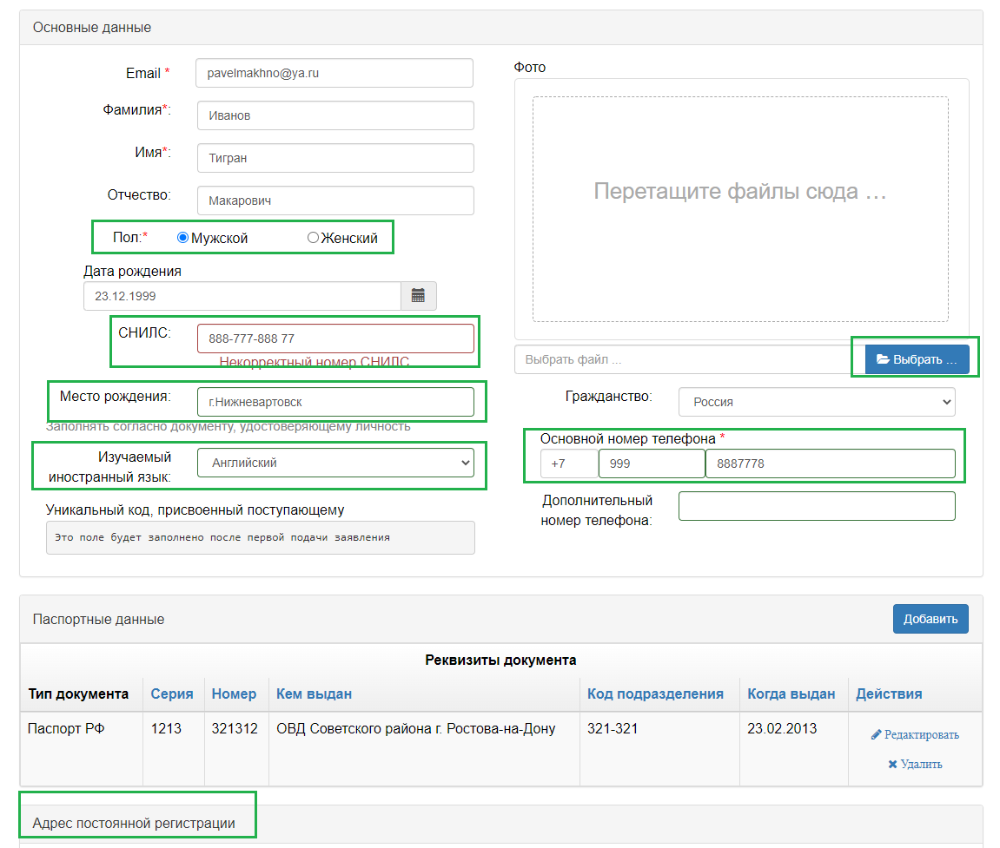 Основные данные
Email *
pavelmakhno@ya.ru
Фамилия*:
Иванов
Имя*:
Тигран
Отчество:
Макарович
Пол:*
Мужской
Женский
Дата рождения
23.12.1999
СНИЛС:
888-777-888 77
Некорректный номер СНИЛС
Место рождения:
г.Нижневартовск
Заполнять согласно документу, удостоверяющему личность
Изучаемый
иностранный язык:
Английский
Уникальный код, присвоенный поступающему
Это поле будет заполнено после первой подачи заявления
Фото
Перетащите файлы сюда …
Выбрать файл ...
Выбрать …
Гражданство:
Россия
Основной номер телефона *
+7
999
8887778
Дополнительный
номер телефона:
Паспортные данные
Добавить
Реквизиты документа
Тип документа Серия Номер Кем выдан Код подразделения Когда выдан Действия
Паспорт РФ 1213 321312 ОВД Советского района г. Ростова-на-Дону 321-321 23.02.2013
Редактировать
Удалить
Адрес постоянной регистрации